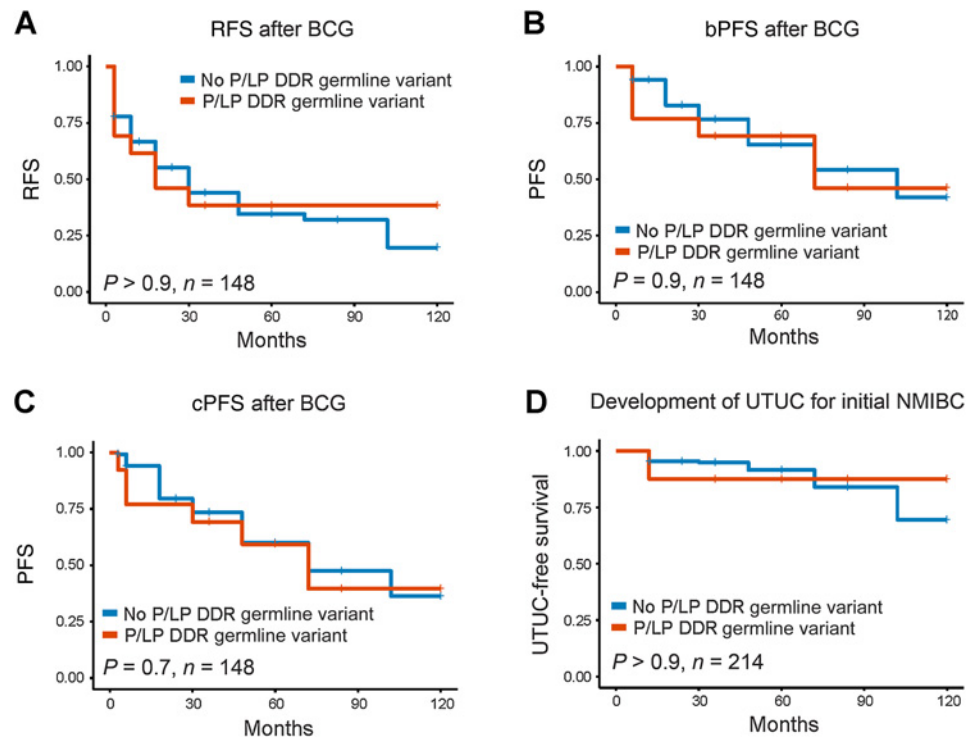 A
RFS after BCG
1.00
0.75
0.50
0.25
0.00
RFS
No P/LP DDR germline variant
P/LP DDR germline variant
P > 0.9, n = 148
0 30 60 90 120
Months
B
bPFS after BCG
1.00
0.75
0.50
0.25
0.00
PFS
No P/LP DDR germline variant
P/LP DDR germline variant
P = 0.9, n = 148
0 30 60 90 120
Months
C
cPFS after BCG
1.00
0.75
0.50
0.25
0.00
PFS
No P/LP DDR germline variant
P/LP DDR germline variant
P = 0.7, n = 148
0 30 60 90 120
Months
D
Development of UTUC for initial NMIBC
1.00
0.75
0.50
0.25
0.00
UTUC-free survival
No P/LP DDR germline variant
P/LP DDR germline variant
P > 0.9, n = 214
0 30 60 90 120
Months